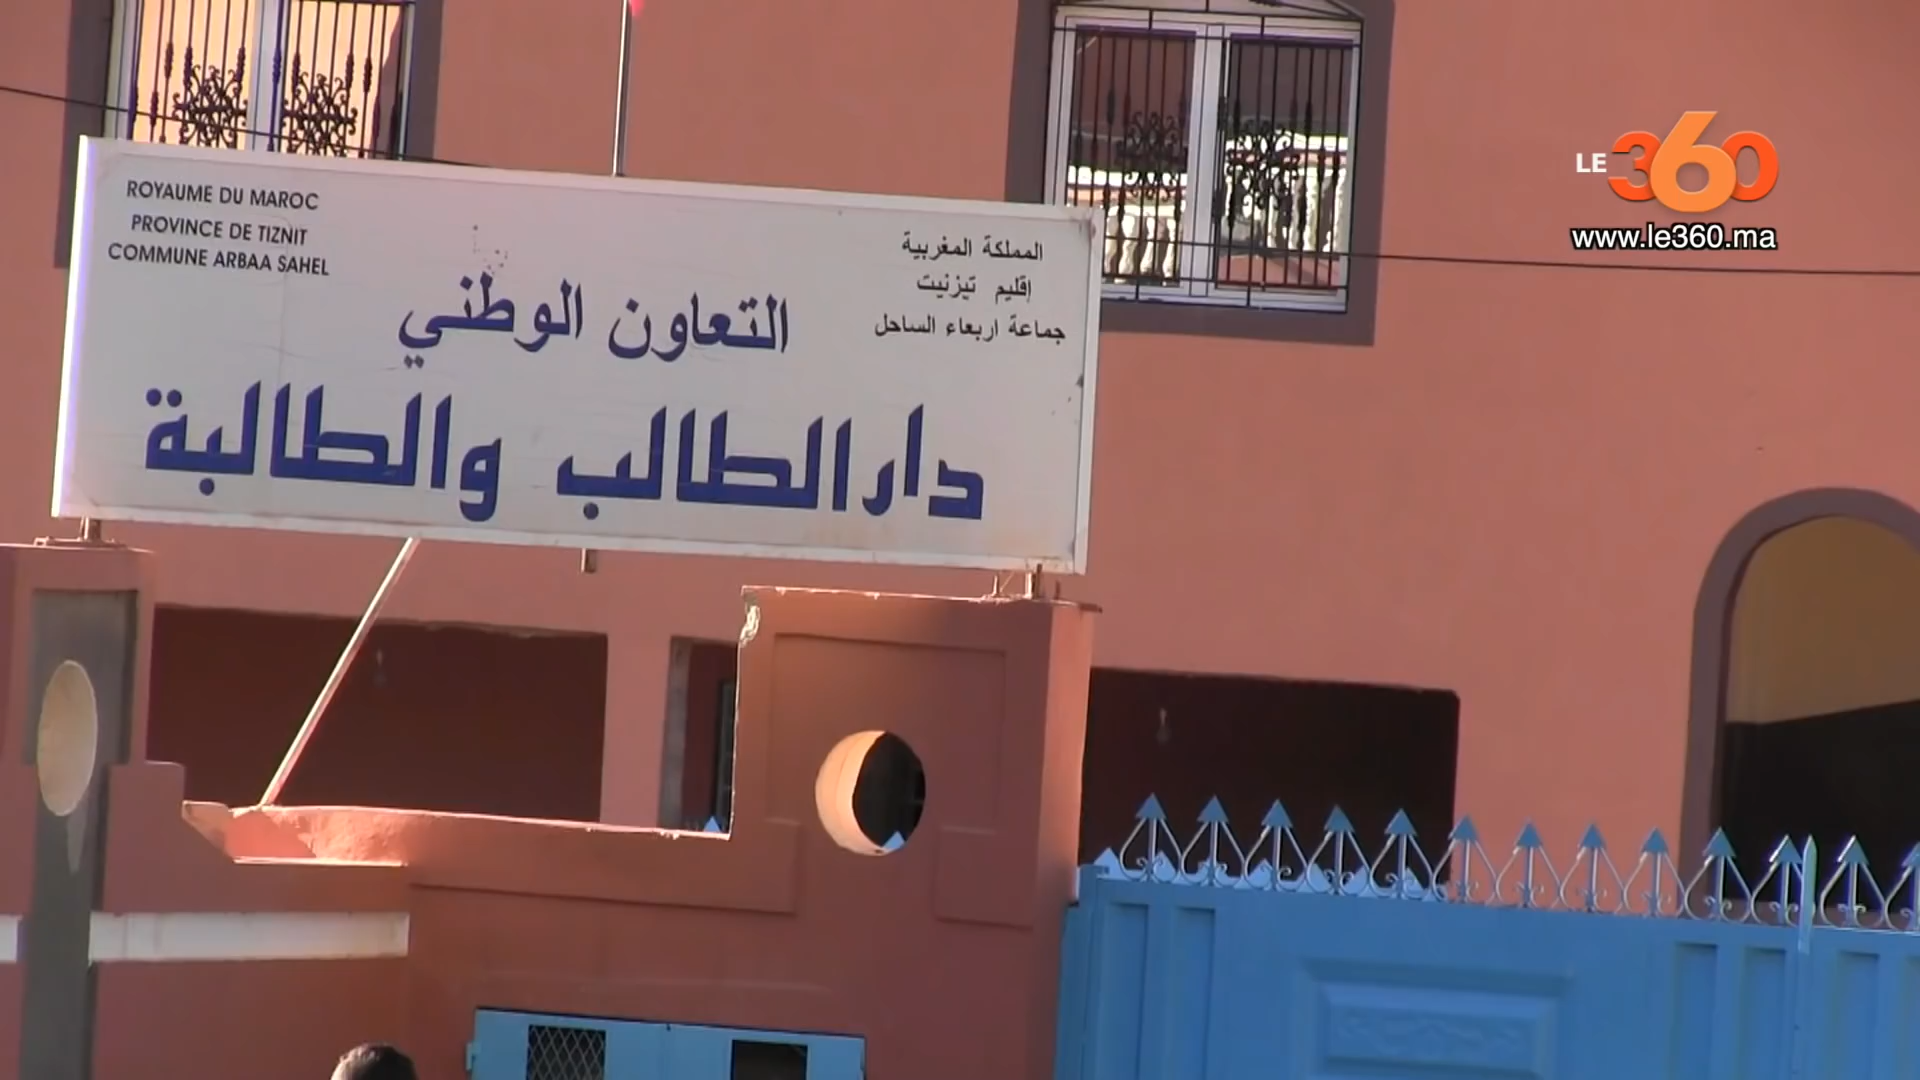 ROYAUME DU MAROC
PROVINCE DE TIZNIT
COMMUNE ARBAA SAHEL
المملكة المغربية
إقليم تيزنيت
جماعة اربعاء الساحل
التعاون الوطني
دار الطالب والطالبة
LE 360
www.le360.ma